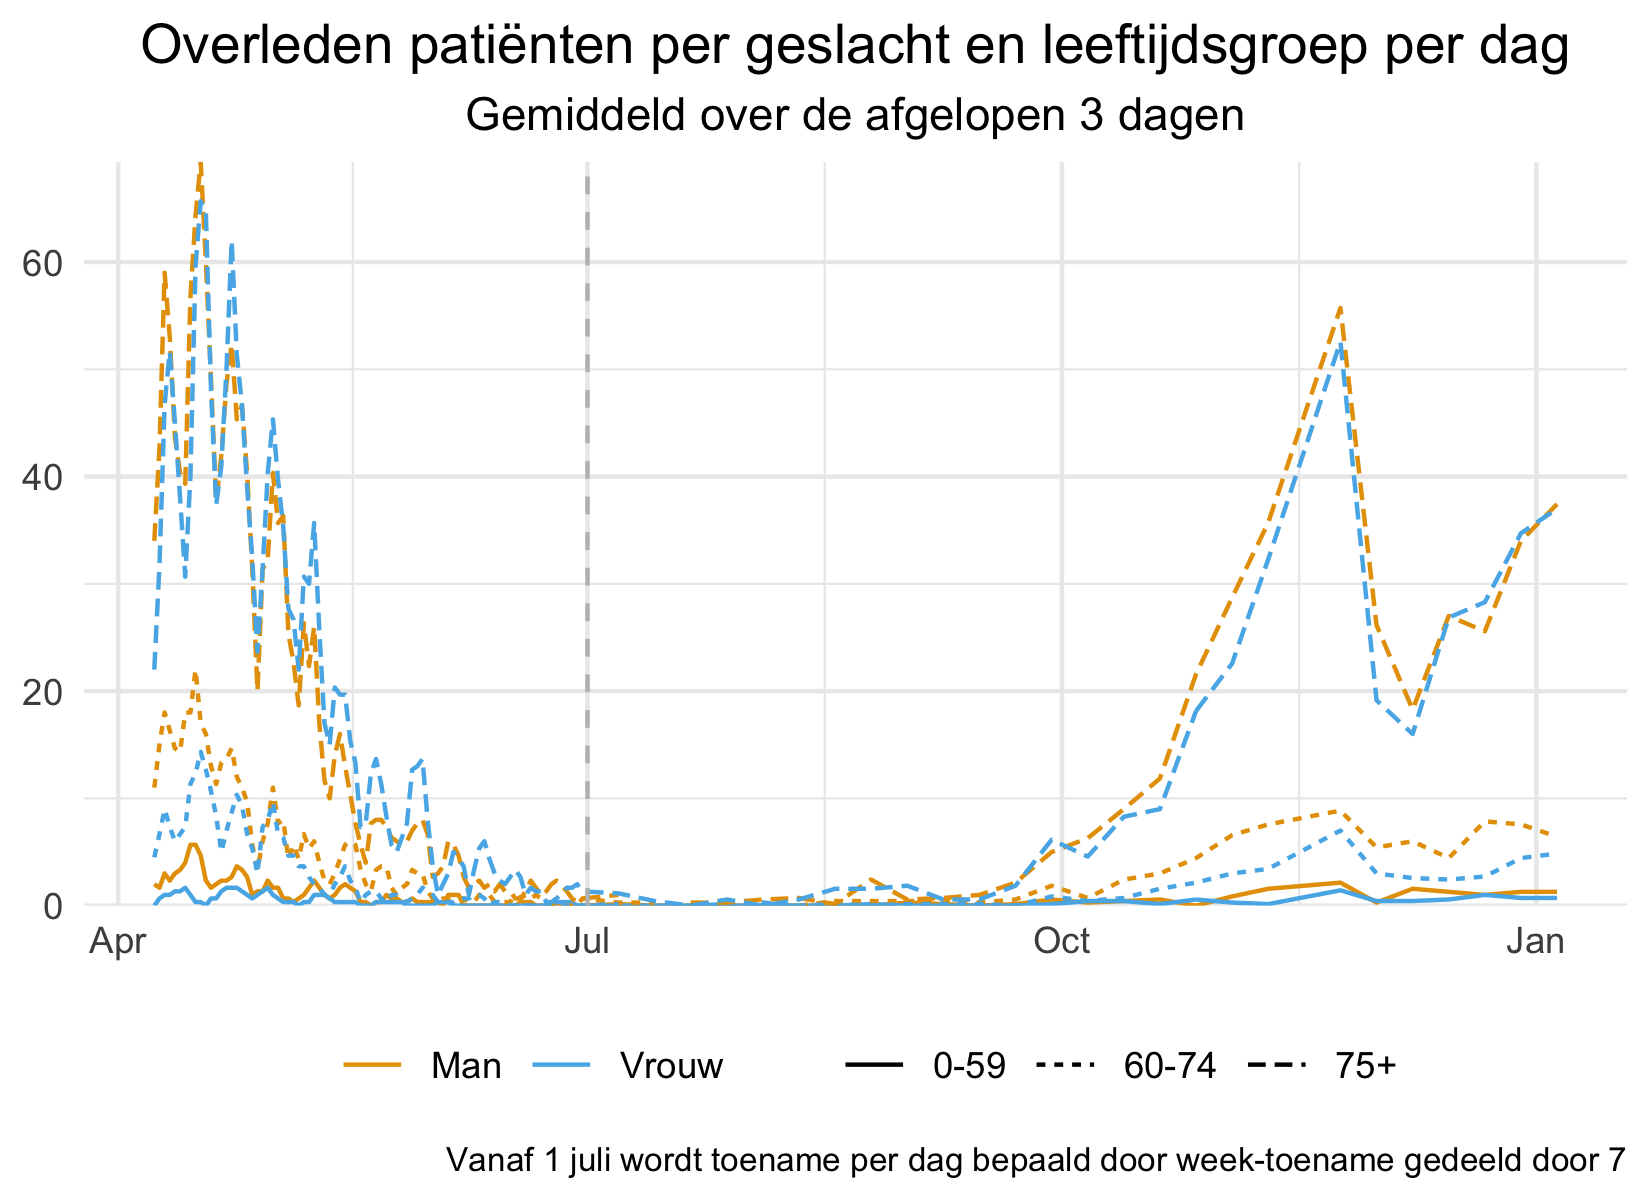 Overleden patiënten per geslacht en leeftijdsgroep per dag
Gemiddeld over de afgelopen 3 dagen
60
40
20
0
Apr Jul Oct Jan
Man Vrouw 0-59 60-74 75+
Vanaf 1 juli wordt toename per dag bepaald door week-toename gedeeld door 7